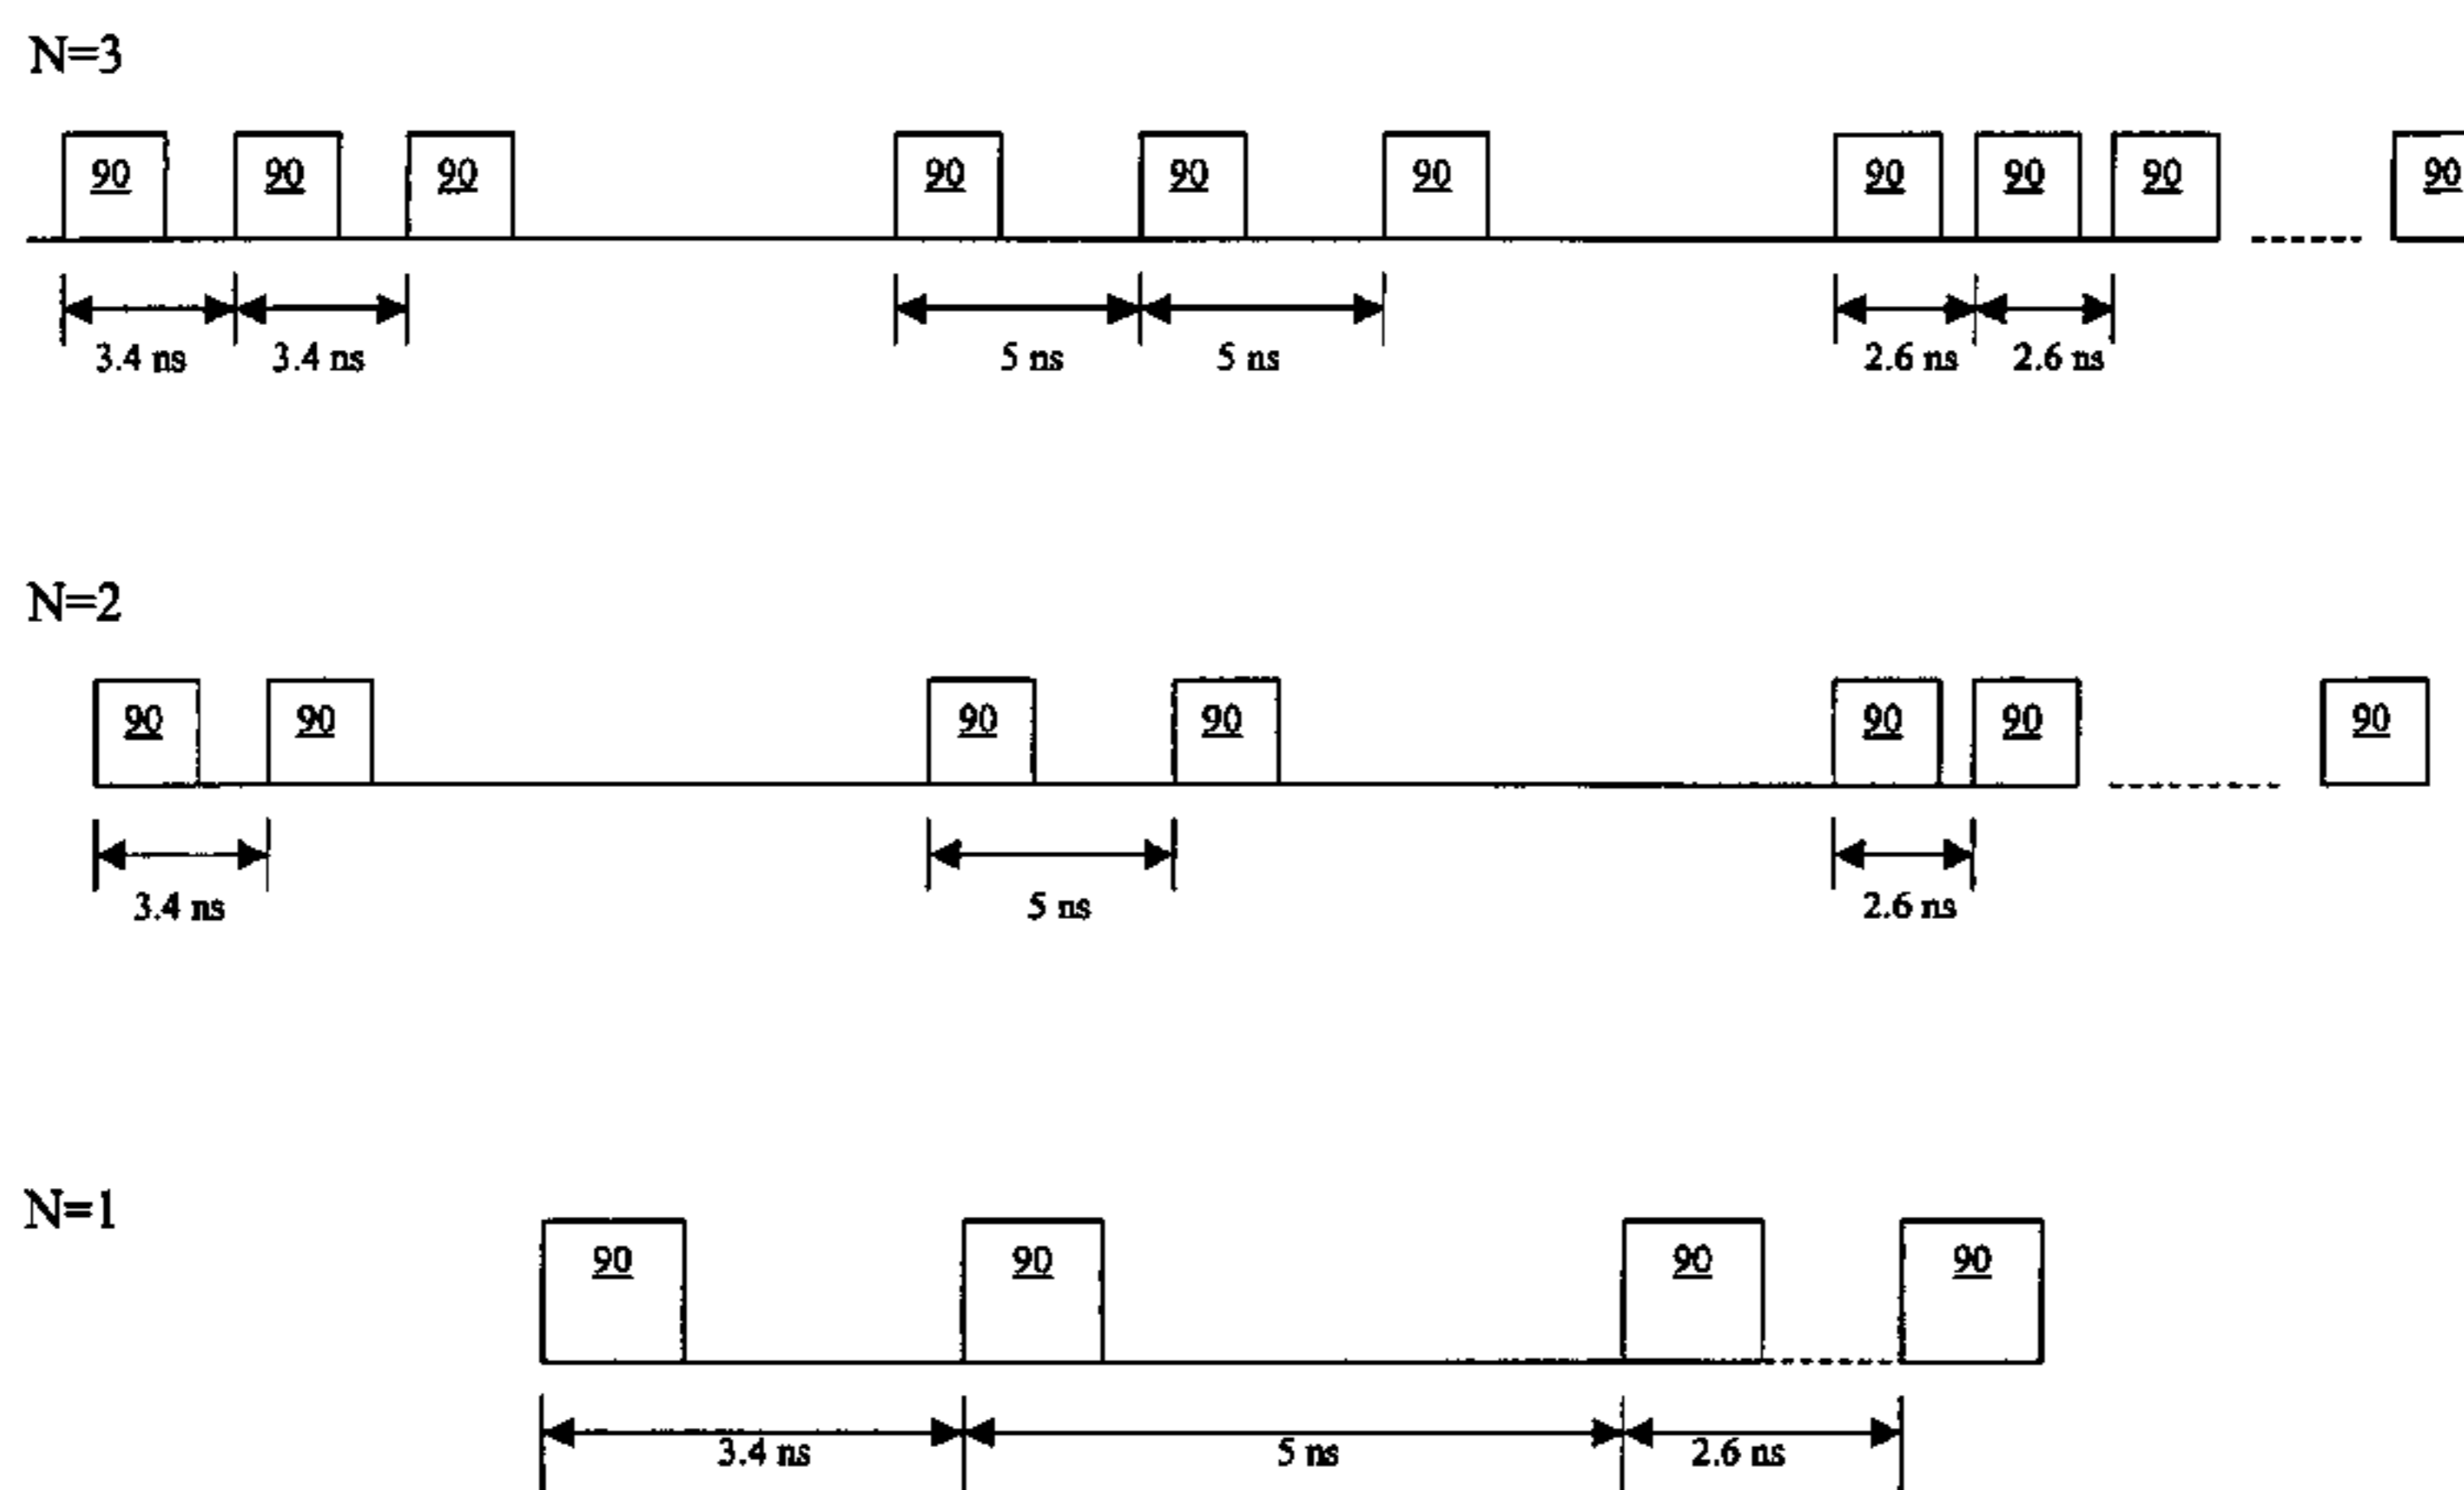 N=3
90 90 90 90 90 90 90 90 90 90
3.4 ns 3.4 ns 5 ns 5 ns 2.6 ns 2.6 ns
N=2
90 90 90 90 90 90 90
3.4 ns 5 ns 2.6 ns
N=1
90 90 90 90
3.4 ns 5 ns 2.6 ns